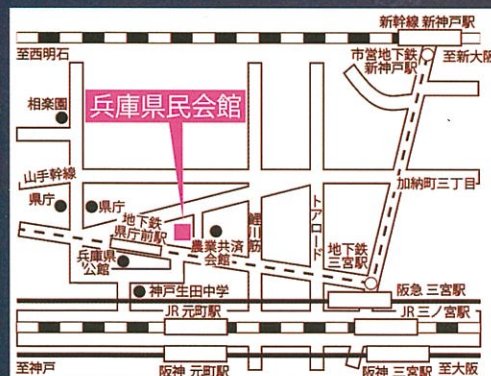 新幹線 新神戸駅
至西明石
市営地下鉄
新神戸駅
至新大阪
相楽園
兵庫県民会館
山手幹線
加納町三丁目
県庁
県庁
地下鉄
県庁前駅
トアロード
鯉川筋
農業共済
会館
地下鉄
三宮駅
兵庫県
公館
神戸生田中学
阪急 三宮駅
JR 元町駅
JR 三ノ宮駅
至神戸
阪神 元町駅
阪神 三宮駅
至大阪